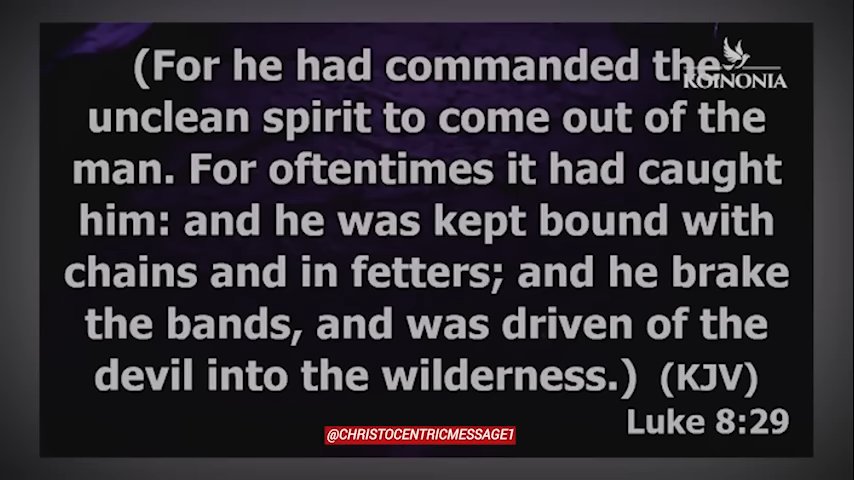 (For he had commanded the
KOINONIA
unclean spirit to come out of the
man. For oftentimes it had caught
him: and he was kept bound with
chains and in fetters; and he brake
the bands, and was driven of the
devil into the wilderness.) (KJV)
Luke 8:29
@CHRISTOCENTRICMESSAGE1